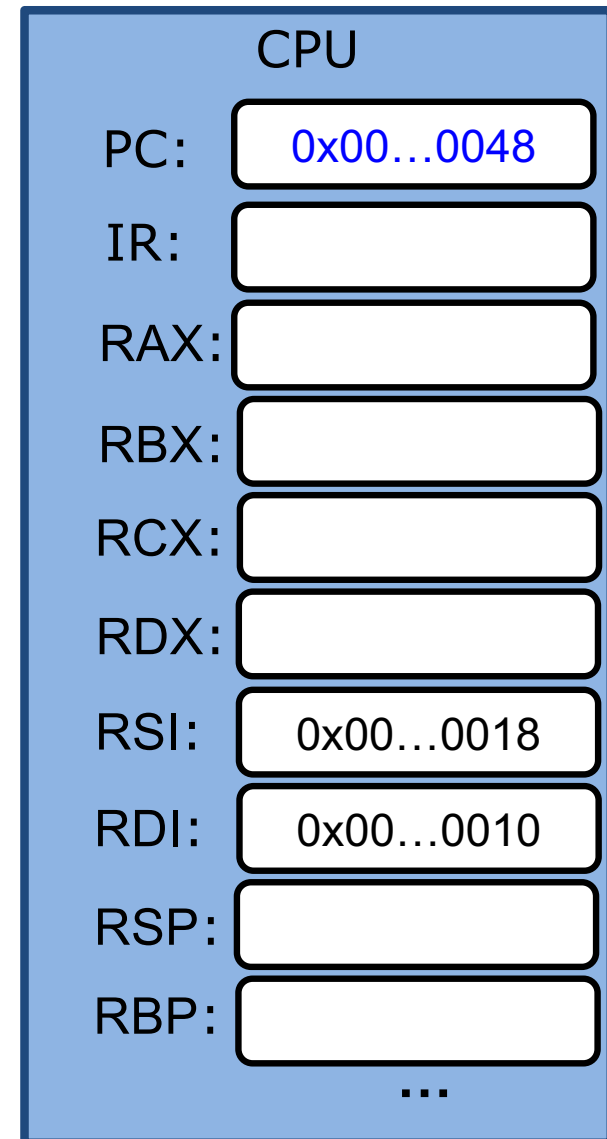 CPU
PC: 0x00...0048
IR:
RAX:
RBX:
RCX:
RDX:
RSI: 0x00...0018
RDI: 0x00...0010
RSP:
RBP:
...